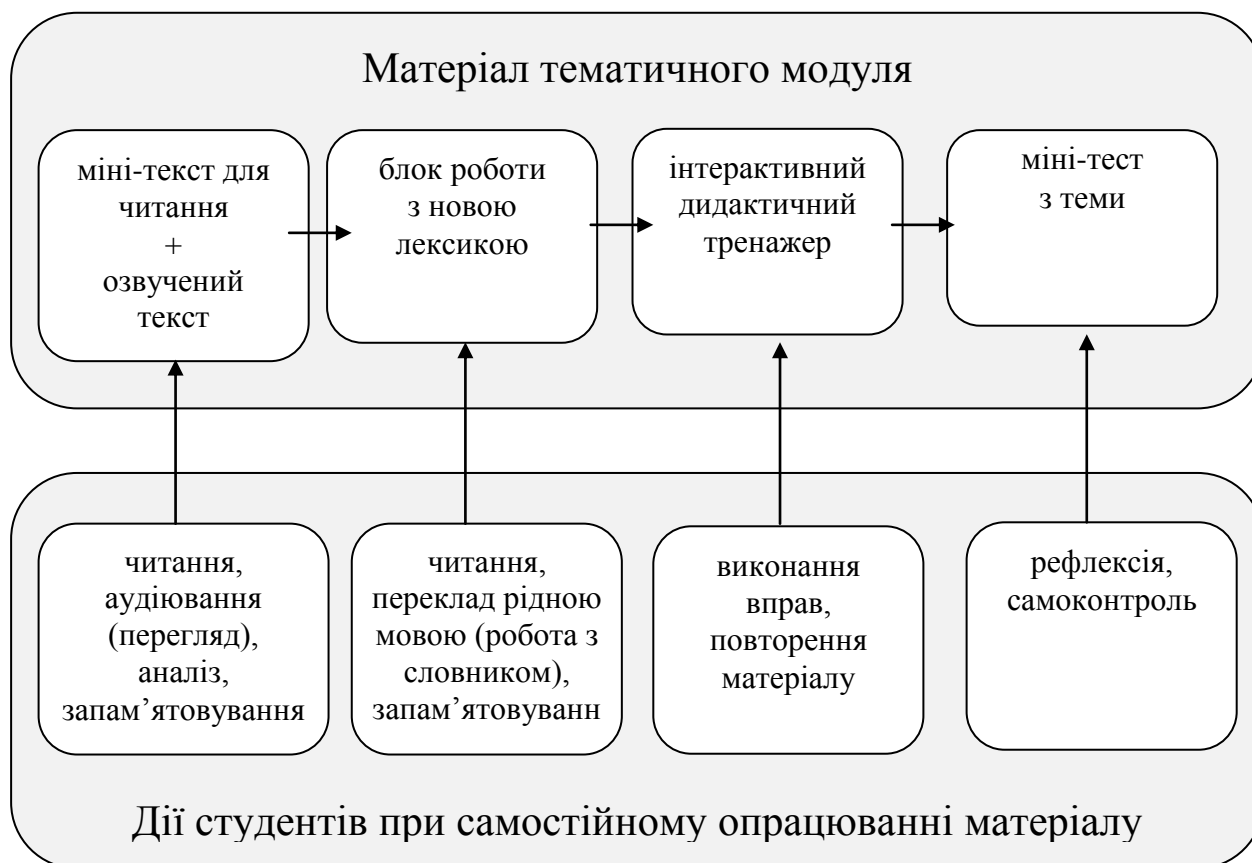 Матеріал тематичного модуля
міні-текст для
читання
+
озвучений
текст
блок роботи
з новою
лексикою
інтерактивний
дидактичний
тренажер
міні-тест
з теми
читання,
аудіювання
(перегляд),
аналіз,
запам’ятовування
читання,
переклад рідною
мовою (робота з
словником),
запам’ятовуванн
виконання
вправ,
повторення
матеріалу
рефлексія,
самоконтроль
Дії студентів при самостійному опрацюванні матеріалу